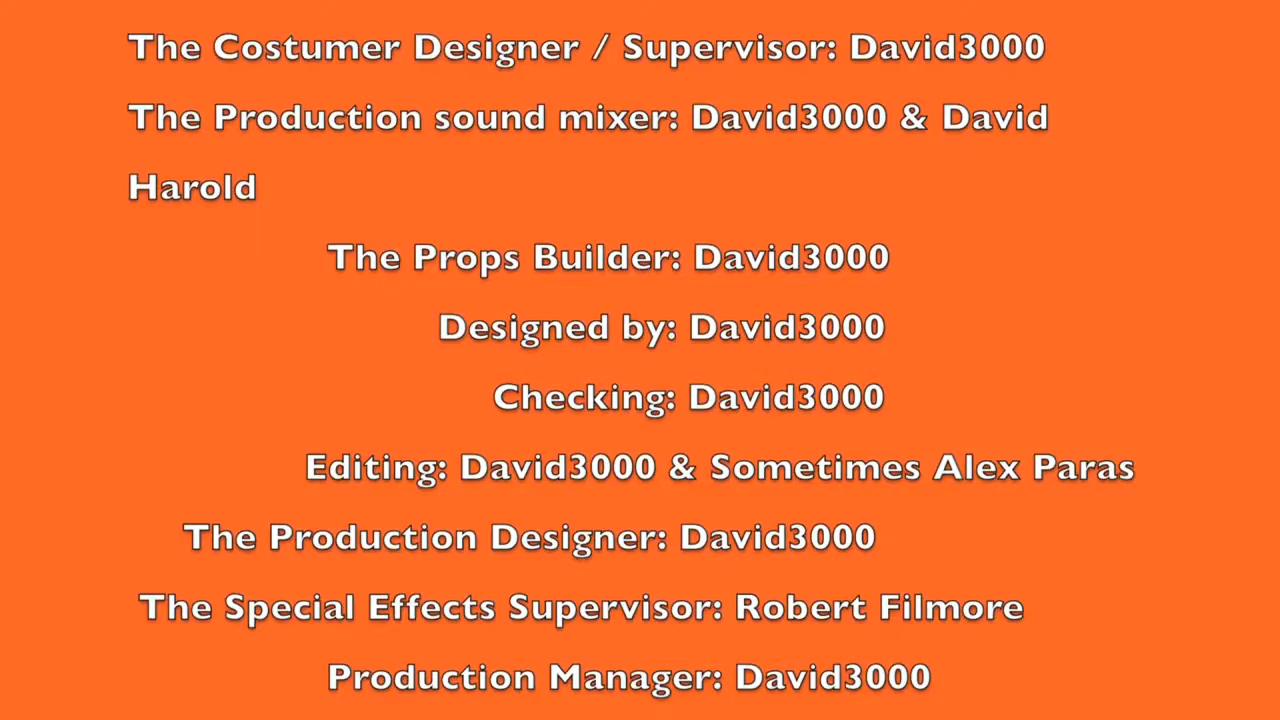 The Costumer Designer / Supervisor: David3000
The Production sound mixer: David3000 & David
Harold
The Props Builder: David3000
Designed by: David3000
Checking: David3000
Editing: David3000 & Sometimes Alex Paras
The Production Designer: David3000
The Special Effects Supervisor: Robert Filmore
Production Manager: David3000